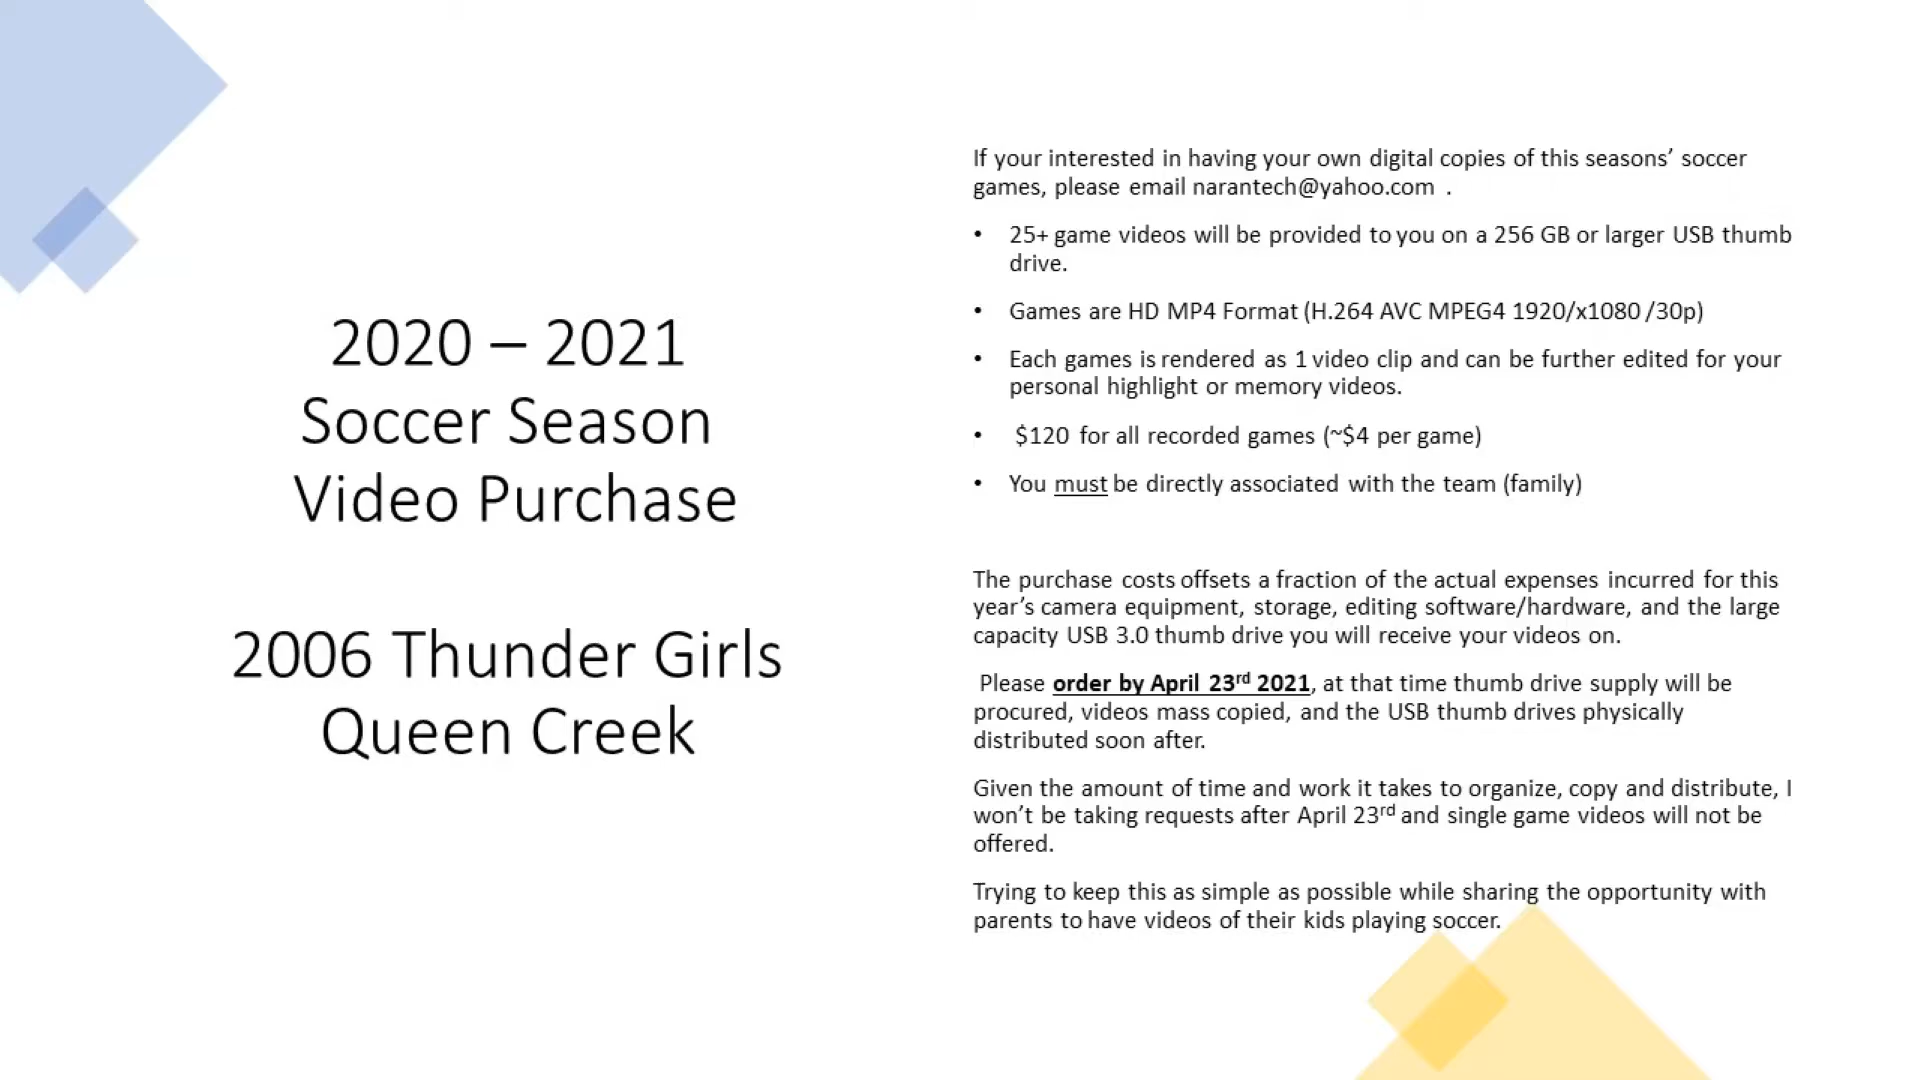 2020 – 2021
Soccer Season
Video Purchase
2006 Thunder Girls
Queen Creek
If your interested in having your own digital copies of this seasons’ soccer
games, please email narantech@yahoo.com .
• 25+ game videos will be provided to you on a 256 GB or larger USB thumb
drive.
• Games are HD MP4 Format (H.264 AVC MPEG4 1920/x1080 /30p)
• Each games is rendered as 1 video clip and can be further edited for your
personal highlight or memory videos.
• $120 for all recorded games (~$4 per game)
• You must be directly associated with the team (family)
The purchase costs offsets a fraction of the actual expenses incurred for this
year’s camera equipment, storage, editing software/hardware, and the large
capacity USB 3.0 thumb drive you will receive your videos on.
Please order by April 23rd 2021, at that time thumb drive supply will be
procured, videos mass copied, and the USB thumb drives physically
distributed soon after.
Given the amount of time and work it takes to organize, copy and distribute, I
won’t be taking requests after April 23rd and single game videos will not be
offered.
Trying to keep this as simple as possible while sharing the opportunity with
parents to have videos of their kids playing soccer.